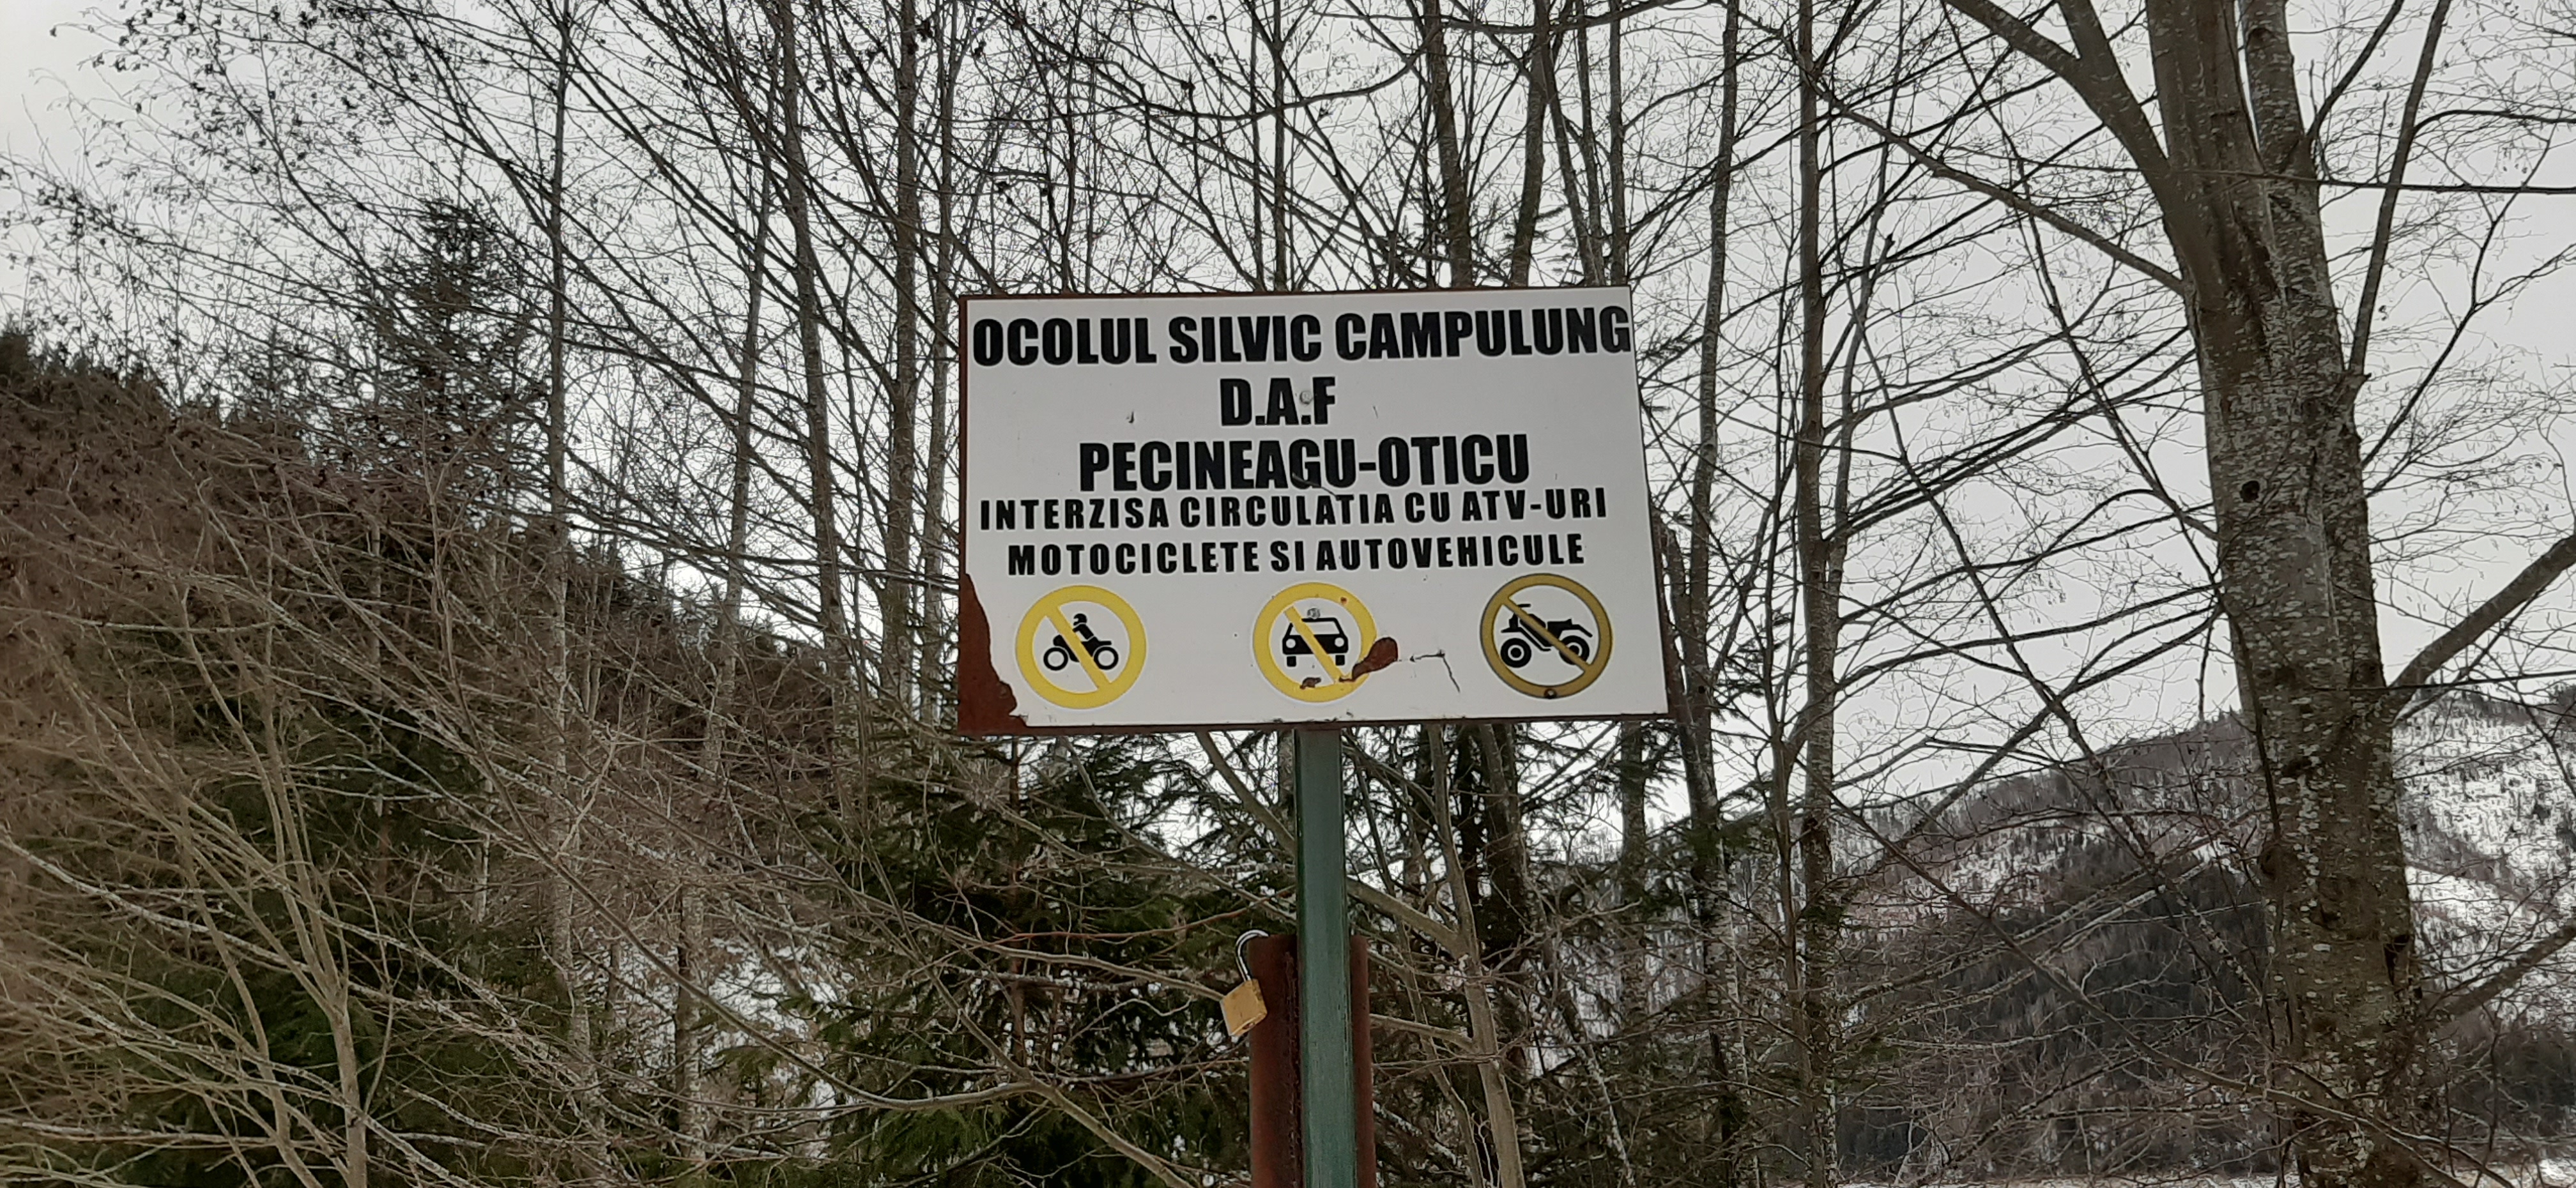 OCOLUL SILVIC CAMPULUNG
D.A.F
PECINEAGU-OTICU
INTERZISA CIRCULATIA CU ATV-URI
MOTOCICLETE SI AUTOVEHICULE